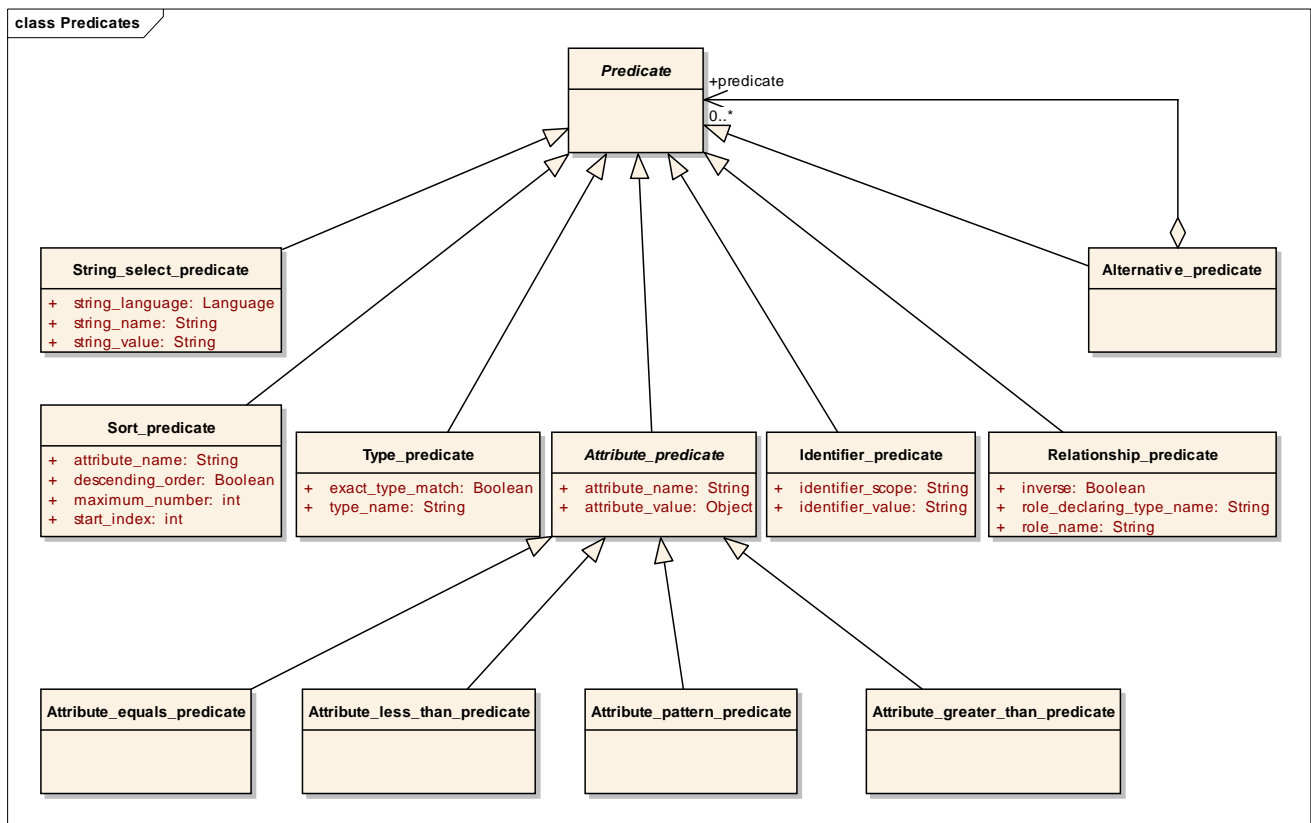 class Predicates
Predicate
+predicate
0..*
String_select_predicate
+ string_language: Language
+ string_name: String
+ string_value: String
Alternative_predicate
Sort_predicate
+ attribute_name: String
+ descending_order: Boolean
+ maximum_number: int
+ start_index: int
Type_predicate
+ exact_type_match: Boolean
+ type_name: String
Attribute_predicate
+ attribute_name: String
+ attribute_value: Object
Identifier_predicate
+ identifier_scope: String
+ identifier_value: String
Relationship_predicate
+ inverse: Boolean
+ role_declaring_type_name: String
+ role_name: String
Attribute_equals_predicate
Attribute_less_than_predicate
Attribute_pattern_predicate
Attribute_greater_than_predicate